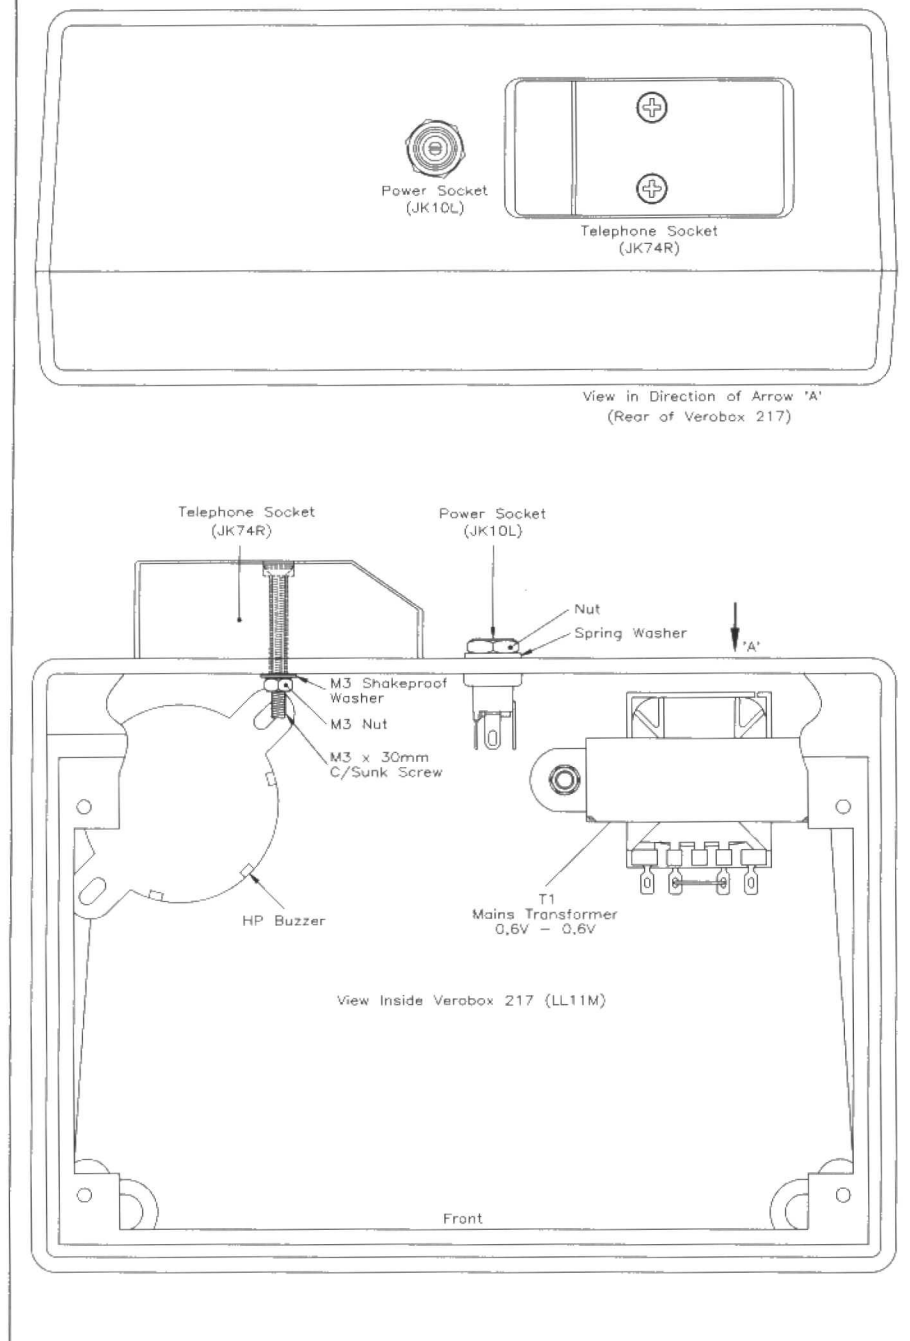 Power Socket
(JK10L)
Telephone Socket
(JK74R)
View in Direction of Arrow 'A'
(Rear of Verobox 217)
Telephone Socket
(JK74R)
Power Socket
(JK10L)
Nut
Spring Washer
'A'
M3 Shakeproof
Washer
M3 Nut
M3 x 30mm
C/Sunk Screw
HP Buzzer
T1
Mains Transformer
0,6V – 0,6V
View Inside Verobox 217 (LL11M)
Front